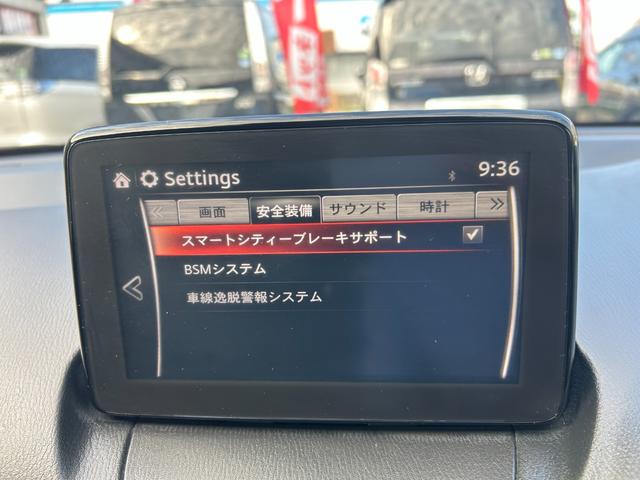 Settings
9:36
画面 安全装備 サウンド 時計
スマートシティーブレーキサポート
BSMシステム
車線逸脱警報システム